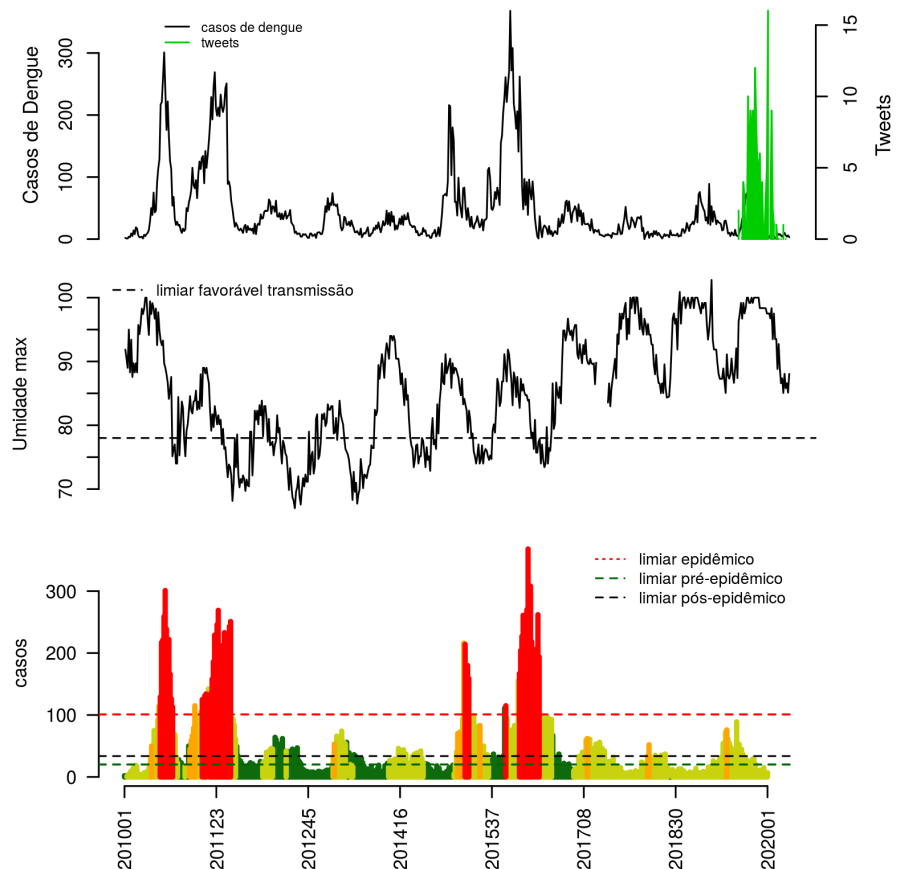 casos de dengue
tweets
Casos de Dengue
0 100 200 300
0 5 10 15
Tweets
limiar favorável transmissão
Umidade max
70 80 90 100
limiar epidêmico
limiar pré-epidêmico
limiar pós-epidêmico
casos
0 100 200 300
201001 201123 201245 201416 201537 201708 201830 202001